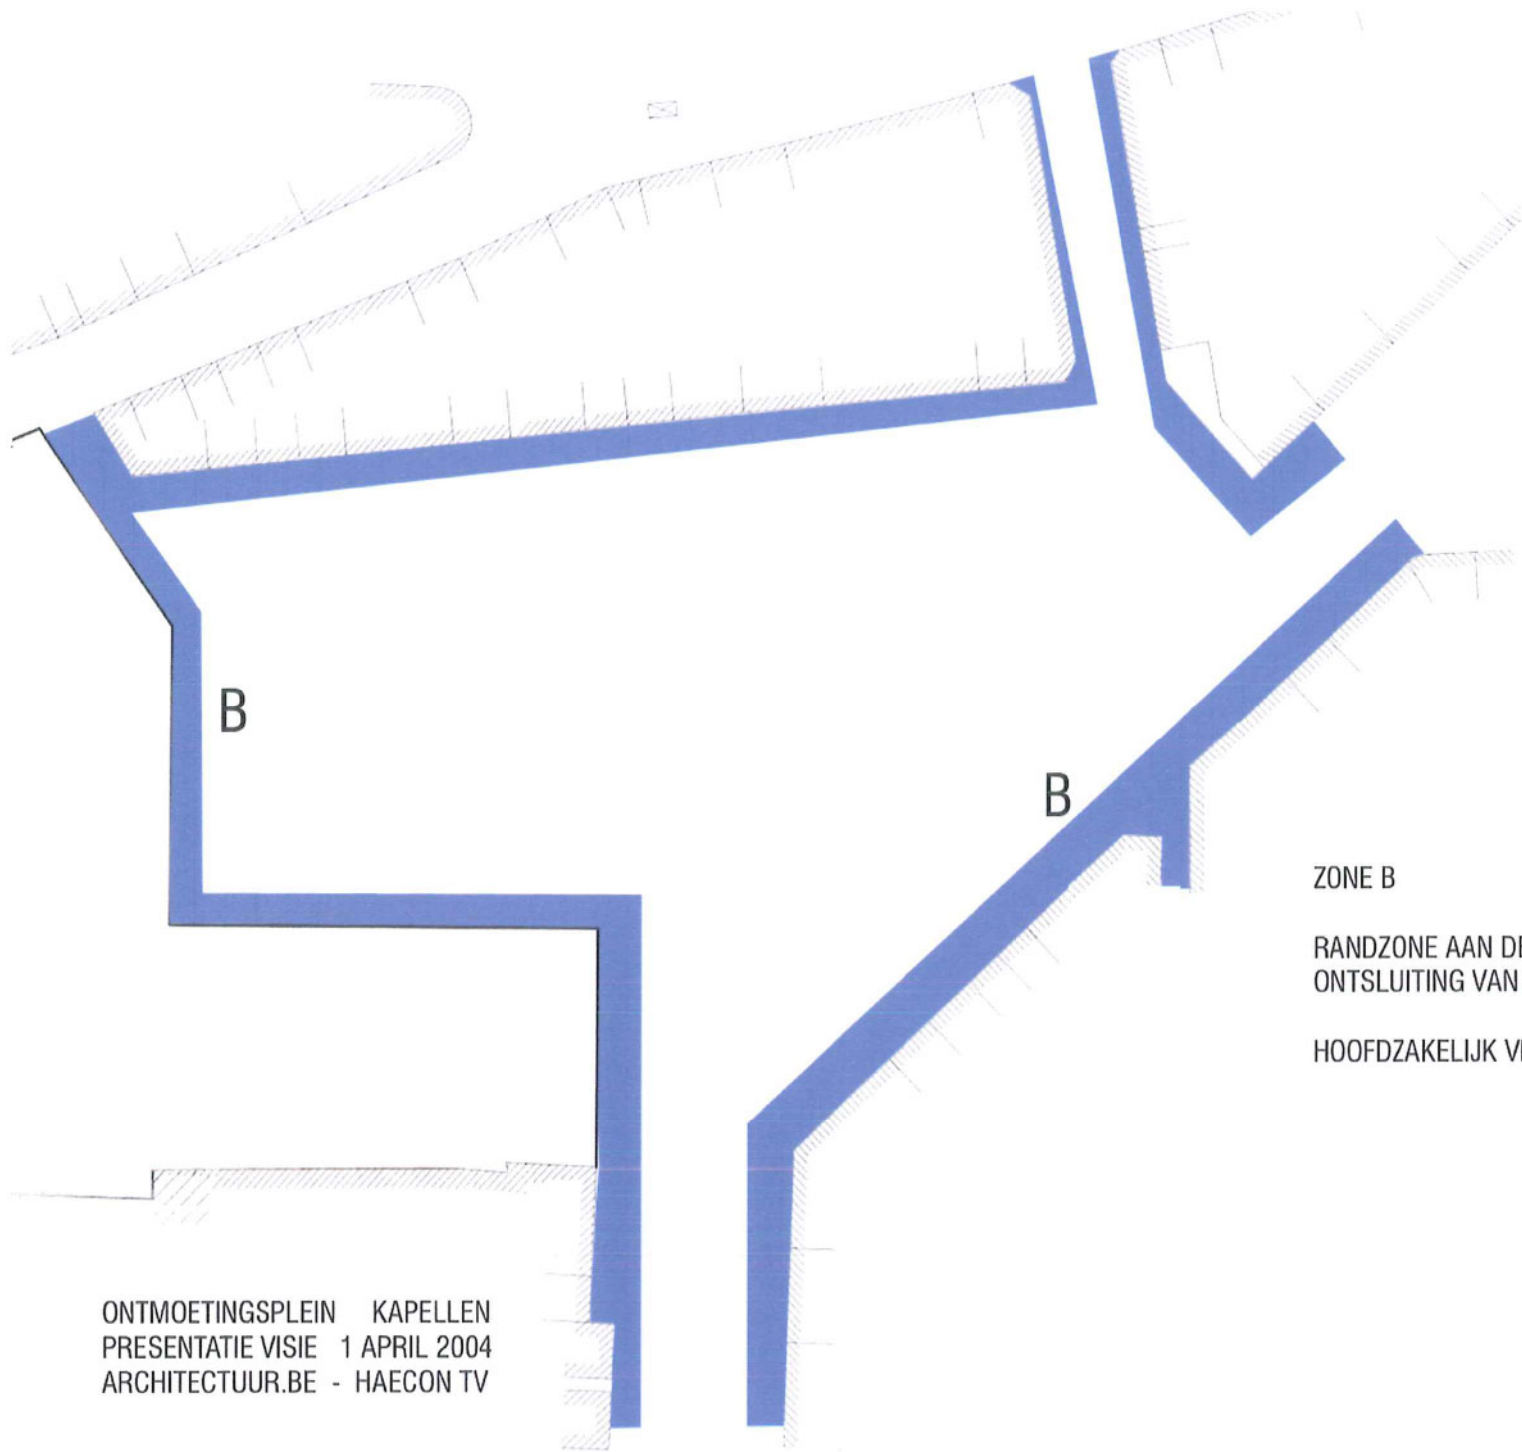 B
B
ZONE B
RANDZONE AAN DE
ONTSLUITING VAN
HOOFDZAKELIJK
ONTMOETINGSPLEIN KAPELLEN
PRESENTATIE VISIE 1 APRIL 2004
ARCHITECTUUR.BE - HAECON TV